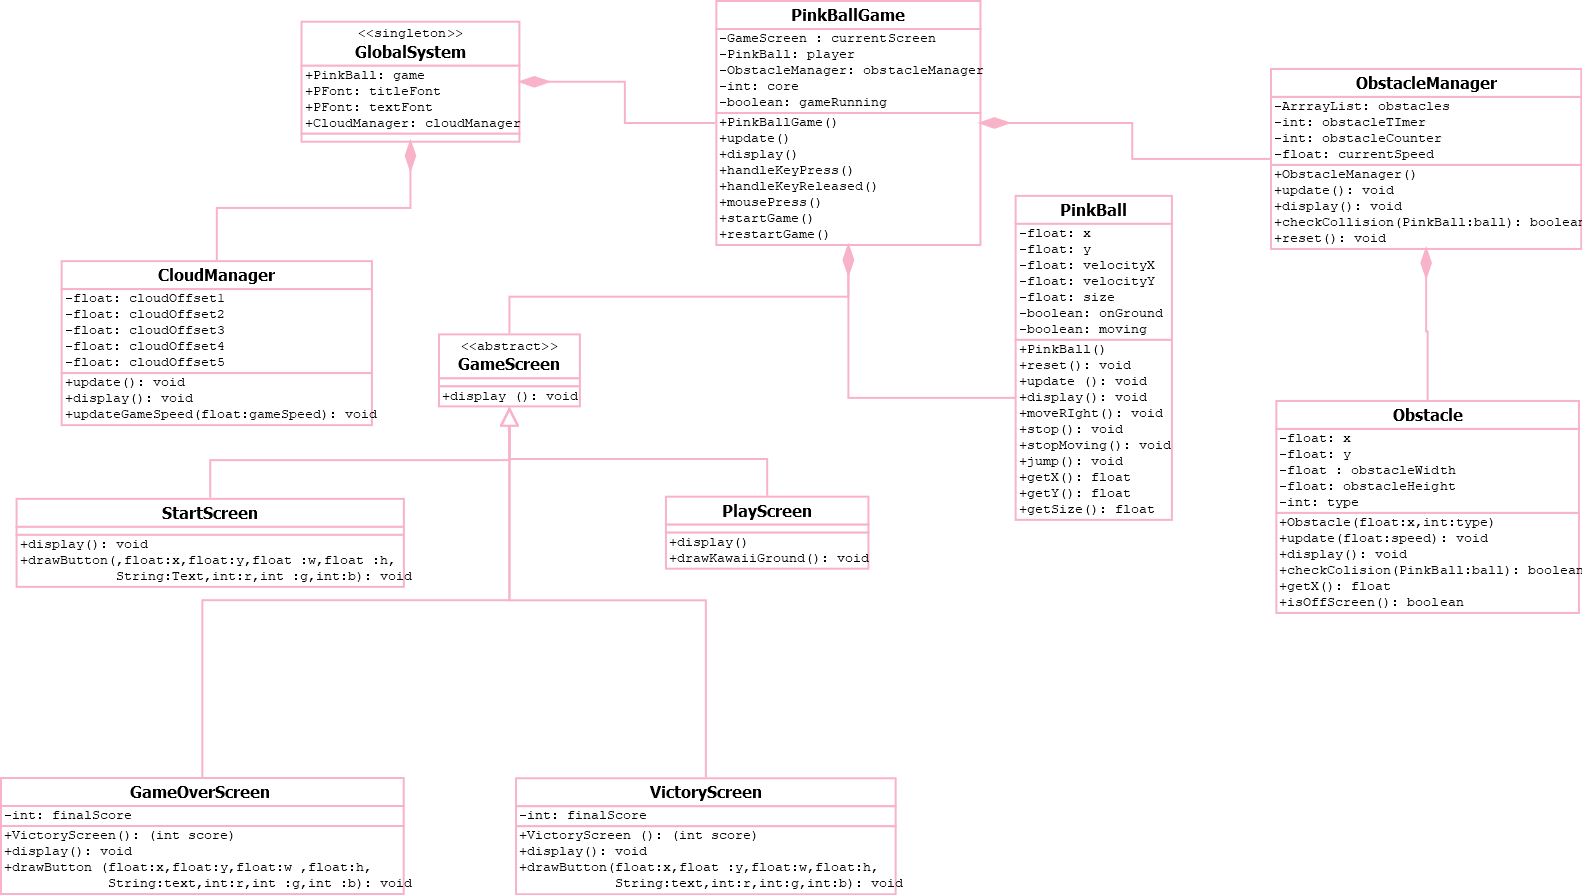 <<singleton>>
GlobalSystem
+PinkBall: game
+PFont: titleFont
+PFont: textFont
+CloudManager: cloudManager
PinkBallGame
-GameScreen : currentScreen
-PinkBall: player
-ObstacleManager: obstacleManager
-int: core
-boolean: gameRunning
+PinkBallGame()
+update()
+display()
+handleKeyPress()
+handleKeyReleased()
+mousePress()
+startGame()
+restartGame()
ObstacleManager
-ArrrayList: obstacles
-int: obstacleTImer
-int: obstacleCounter
-float: currentSpeed
+ObstacleManager()
+update(): void
+display(): void
+checkCollision(PinkBall:ball): boolean
+reset(): void
PinkBall
-float: x
-float: y
-float: velocityX
-float: velocityY
-float: size
-boolean: onGround
-boolean: moving
+PinkBall()
+reset(): void
+update (): void
+display(): void
+moveRIght(): void
+stop(): void
+stopMoving(): void
+jump(): void
+getX(): float
+getY(): float
+getSize(): float
CloudManager
-float: cloudOffset1
-float: cloudOffset2
-float: cloudOffset3
-float: cloudOffset4
-float: cloudOffset5
+update(): void
+display(): void
+updateGameSpeed(float:gameSpeed): void
<<abstract>>
GameScreen
+display (): void
Obstacle
-float: x
-float: y
-float : obstacleWidth
-float: obstacleHeight
-int: type
+Obstacle(float:x,int:type)
+update(float:speed): void
+display(): void
+checkColision(PinkBall:ball): boolean
+getX(): float
+isOffScreen(): boolean
StartScreen
+display(): void
+drawButton(,float:x,float:y,float :w,float :h,
String:Text,int:r,int :g,int:b): void
PlayScreen
+display()
+drawKawaiiGround(): void
GameOverScreen
-int: finalScore
+VictoryScreen(): (int score)
+display(): void
+drawButton (float:x,float:y,float:w ,float:h,
String:text,int:r,int :g,int :b): void
VictoryScreen
-int: finalScore
+VictoryScreen (): (int score)
+display(): void
+drawButton(float:x,float :y,float:w,float:h,
String:text,int:r,int:g,int:b): void